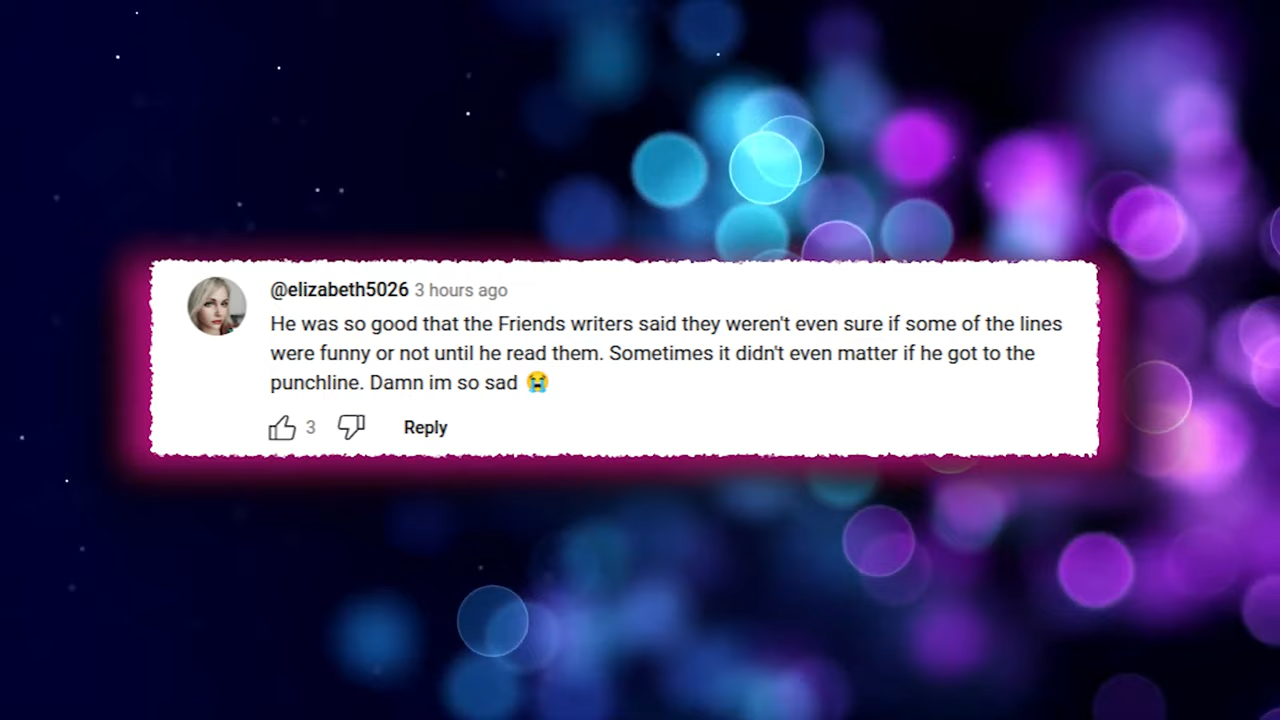 @elizabeth5026 3 hours ago
He was so good that the Friends writers said they weren't even sure if some of the lines
were funny or not until he read them. Sometimes it didn't even matter if he got to the
punchline. Damn im so sad 😭
3 Reply